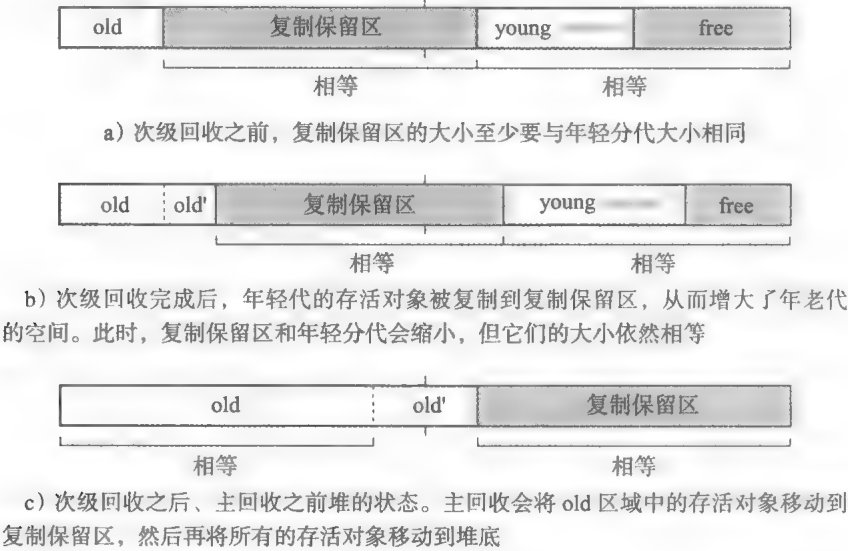 old 复制保留区 young free
相等 相等
a）次级回收之前，复制保留区的大小至少要与年轻分代大小相同
old old' 复制保留区 young free
相等 相等
b）次级回收完成后，年轻代的存活对象被复制到复制保留区，从而增大了年老代
的空间。此时，复制保留区和年轻分代会缩小，但它们的大小依然相等
old old' 复制保留区
相等 相等
c）次级回收之后、主回收之前堆的状态。主回收会将 old 区域中的存活对象移动到
复制保留区，然后再将所有的存活对象移动到堆底